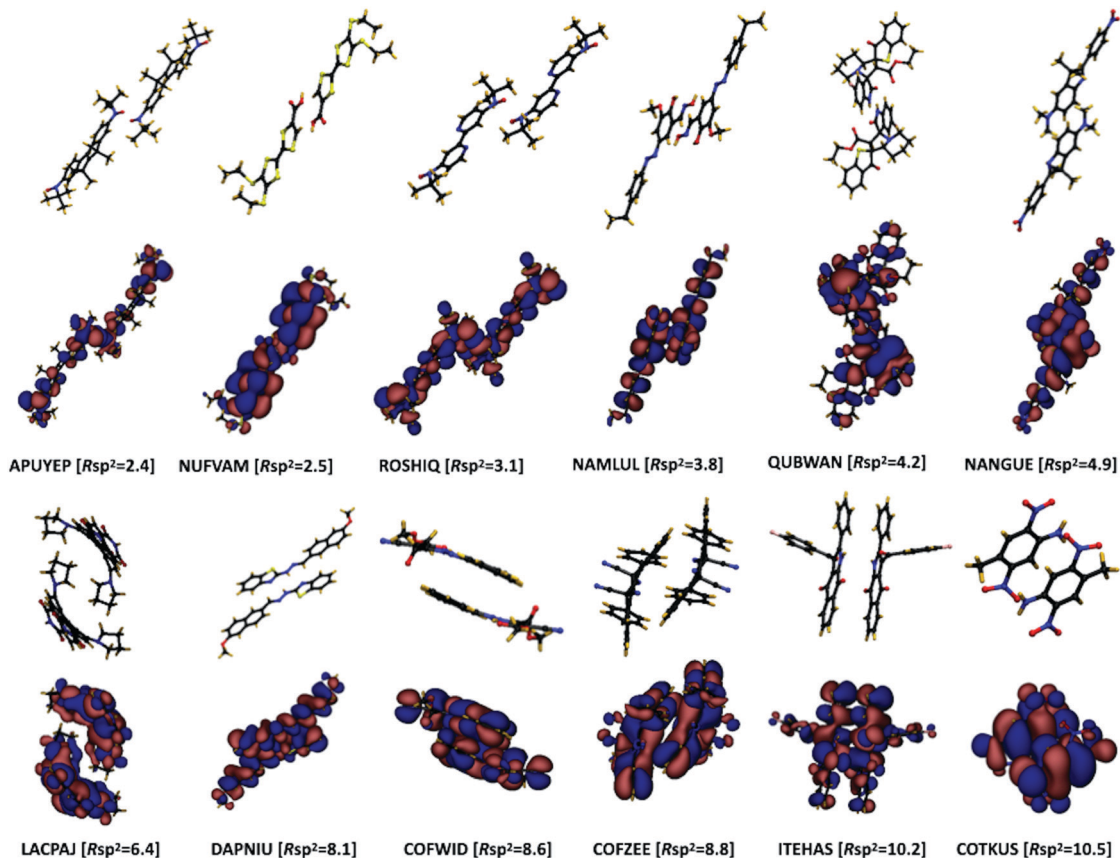 APUYEP [Rsp²=2.4] NUFVAM [Rsp²=2.5] ROSHIQ [Rsp²=3.1] NAMLUL [Rsp²=3.8] QUBWAN [Rsp²=4.2] NANGUE [Rsp²=4.9]
LACPAJ [Rsp²=6.4] DAPNIU [Rsp²=8.1] COFWID [Rsp²=8.6] COFZEE [Rsp²=8.8] ITEHAS [Rsp²=10.2] COTKUS [Rsp²=10.5]